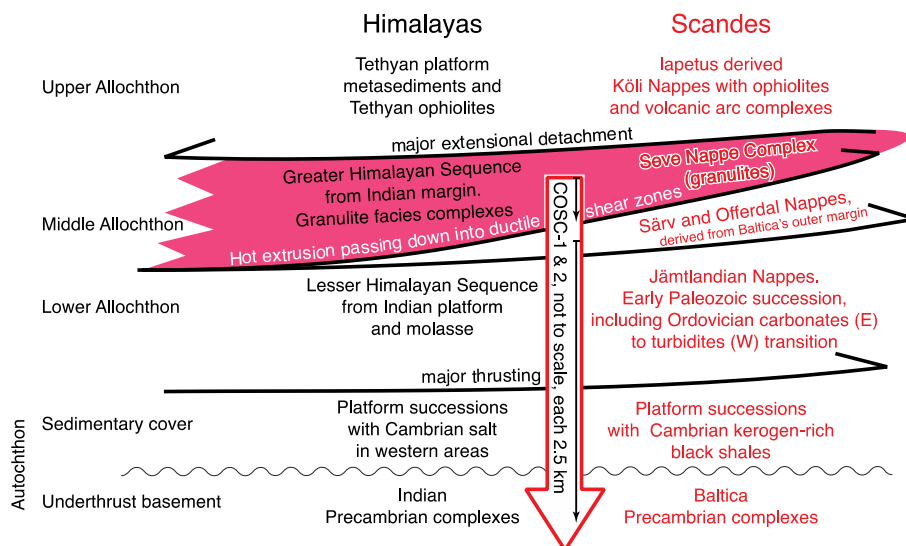 Himalayas
Scandes
Upper Allochthon
Tethyan platform
metasediments and
Tethyan ophiolites
Iapetus derived
Köli Nappes with ophiolites
and volcanic arc complexes
major extensional detachment
Middle Allochthon
Greater Himalayan Sequence
from Indian margin.
Granulite facies complexes
Seve Nappe Complex
(granulites)
Hot extrusion passing down into ductile shear zones
Särv and Offerdal Nappes,
derived from Baltica's outer margin
COSC-1 & 2, not to scale, each 2.5 km
Lower Allochthon
Lesser Himalayan Sequence
from Indian platform
and molasse
Jämtlandian Nappes.
Early Paleozoic succession,
including Ordovician carbonates (E)
to turbidites (W) transition
major thrusting
Autochthon
Sedimentary cover
Platform successions
with Cambrian salt
in western areas
Platform successions
with Cambrian kerogen-rich
black shales
Underthrust basement
Indian
Precambrian complexes
Baltica
Precambrian complexes